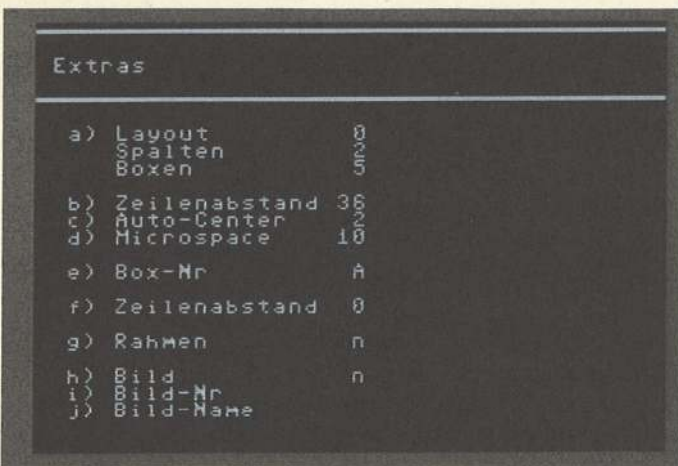 Extras
a) Layout 0
Spalten 2
Boxen 5
b) Zeilenabstand 36
c) Auto-Center 2
d) Microspace 10
e) Box-Nr A
f) Zeilenabstand 0
g) Rahmen n
h) Bild n
i) Bild-Nr
j) Bild-Name